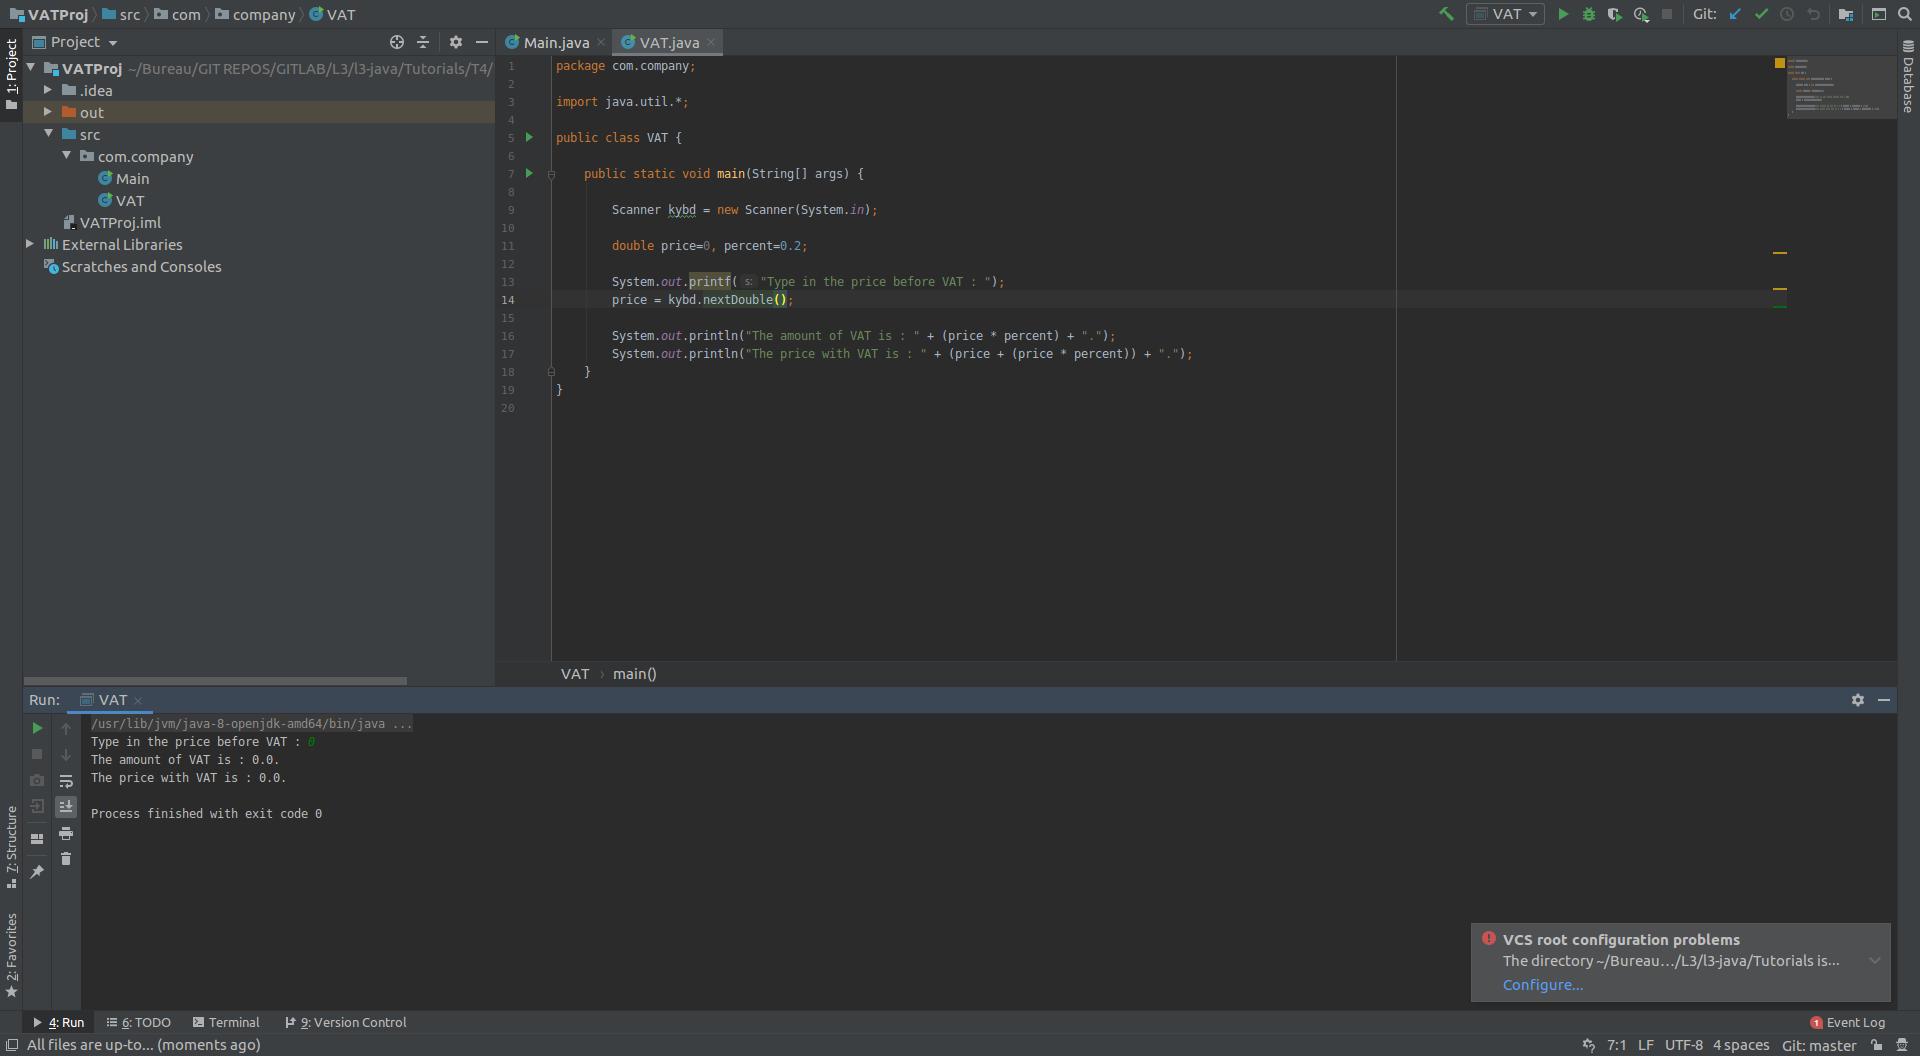 VATProj src com company VAT
VAT Git:
Project
Main.java VAT.java
VATProj ~/Bureau/GIT REPOS/GITLAB/L3/l3-java/Tutorials/T4/
.idea
out
src
com.company
Main
VAT
VATProj.iml
External Libraries
Scratches and Consoles
1: Project
7: Structure
2: Favorites
Database
1 package com.company;
2
3 import java.util.*;
4
5 public class VAT {
6
7 public static void main(String[] args) {
8
9 Scanner kybd = new Scanner(System.in);
10
11 double price=0, percent=0.2;
12
13 System.out.printf( s: "Type in the price before VAT : ");
14 price = kybd.nextDouble();
15
16 System.out.println("The amount of VAT is : " + (price * percent) + ".");
17 System.out.println("The price with VAT is : " + (price + (price * percent)) + ".");
18 }
19 }
20
VAT main()
Run: VAT
/usr/lib/jvm/java-8-openjdk-amd64/bin/java ...
Type in the price before VAT : 0
The amount of VAT is : 0.0.
The price with VAT is : 0.0.
Process finished with exit code 0
VCS root configuration problems
The directory ~/Bureau.../L3/l3-java/Tutorials is...
Configure...
4: Run 6: TODO Terminal 9: Version Control 1 Event Log
All files are up-to... (moments ago) 7:1 LF UTF-8 4 spaces Git: master